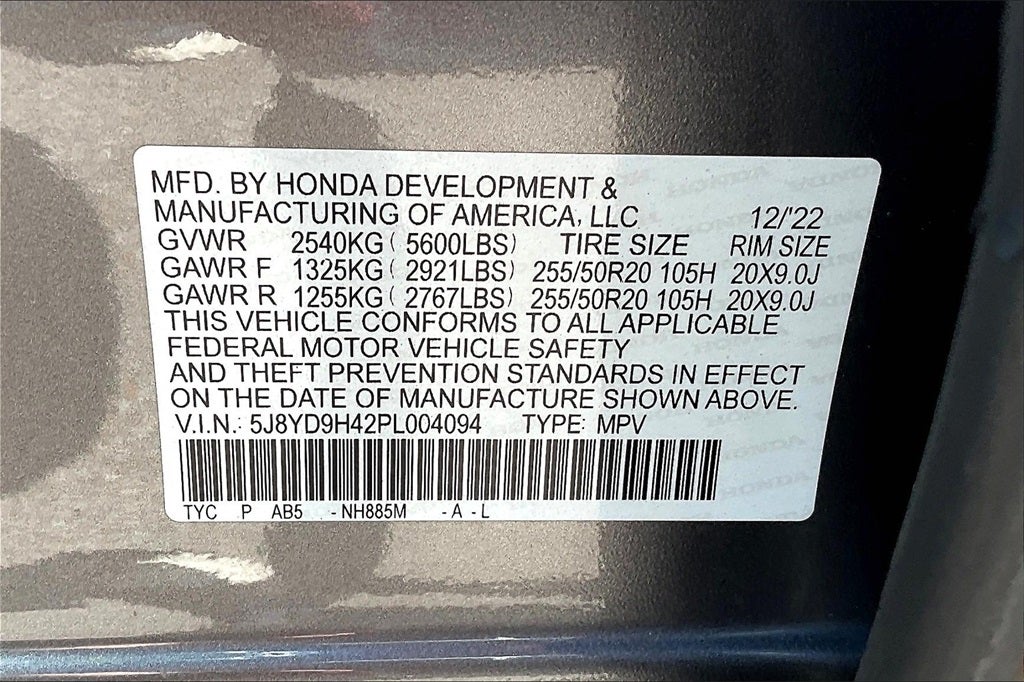 MFD. BY HONDA DEVELOPMENT &
MANUFACTURING OF AMERICA, LLC 12/'22
GVWR 2540KG ( 5600LBS) TIRE SIZE RIM SIZE
GAWR F 1325KG ( 2921LBS) 255/50R20 105H 20X9.0J
GAWR R 1255KG ( 2767LBS) 255/50R20 105H 20X9.0J
THIS VEHICLE CONFORMS TO ALL APPLICABLE
FEDERAL MOTOR VEHICLE SAFETY
AND THEFT PREVENTION STANDARDS IN EFFECT
ON THE DATE OF MANUFACTURE SHOWN ABOVE.
V.I.N.: 5J8YD9H42PL004094 TYPE: MPV
TYC P AB5 -NH885M -A -L